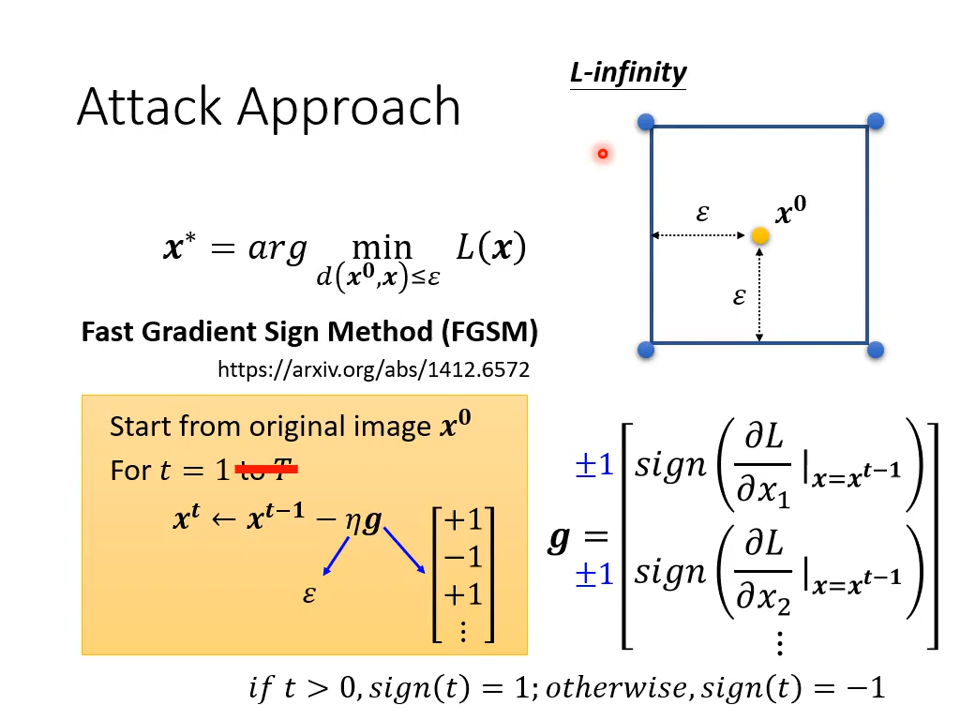 Attack Approach
L-infinity
ε
x⁰
ε
x* = arg min L(x)
d(x⁰,x)≤ε
Fast Gradient Sign Method (FGSM)
https://arxiv.org/abs/1412.6572
Start from original image x⁰
For t = 1 to T
xᵗ ← xᵗ⁻¹ − ηg
ε
+1
−1
+1
⋮
g =
±1 sign(∂L/∂x₁ |x=xᵗ⁻¹)
±1 sign(∂L/∂x₂ |x=xᵗ⁻¹)
⋮
if t > 0, sign(t) = 1; otherwise, sign(t) = −1